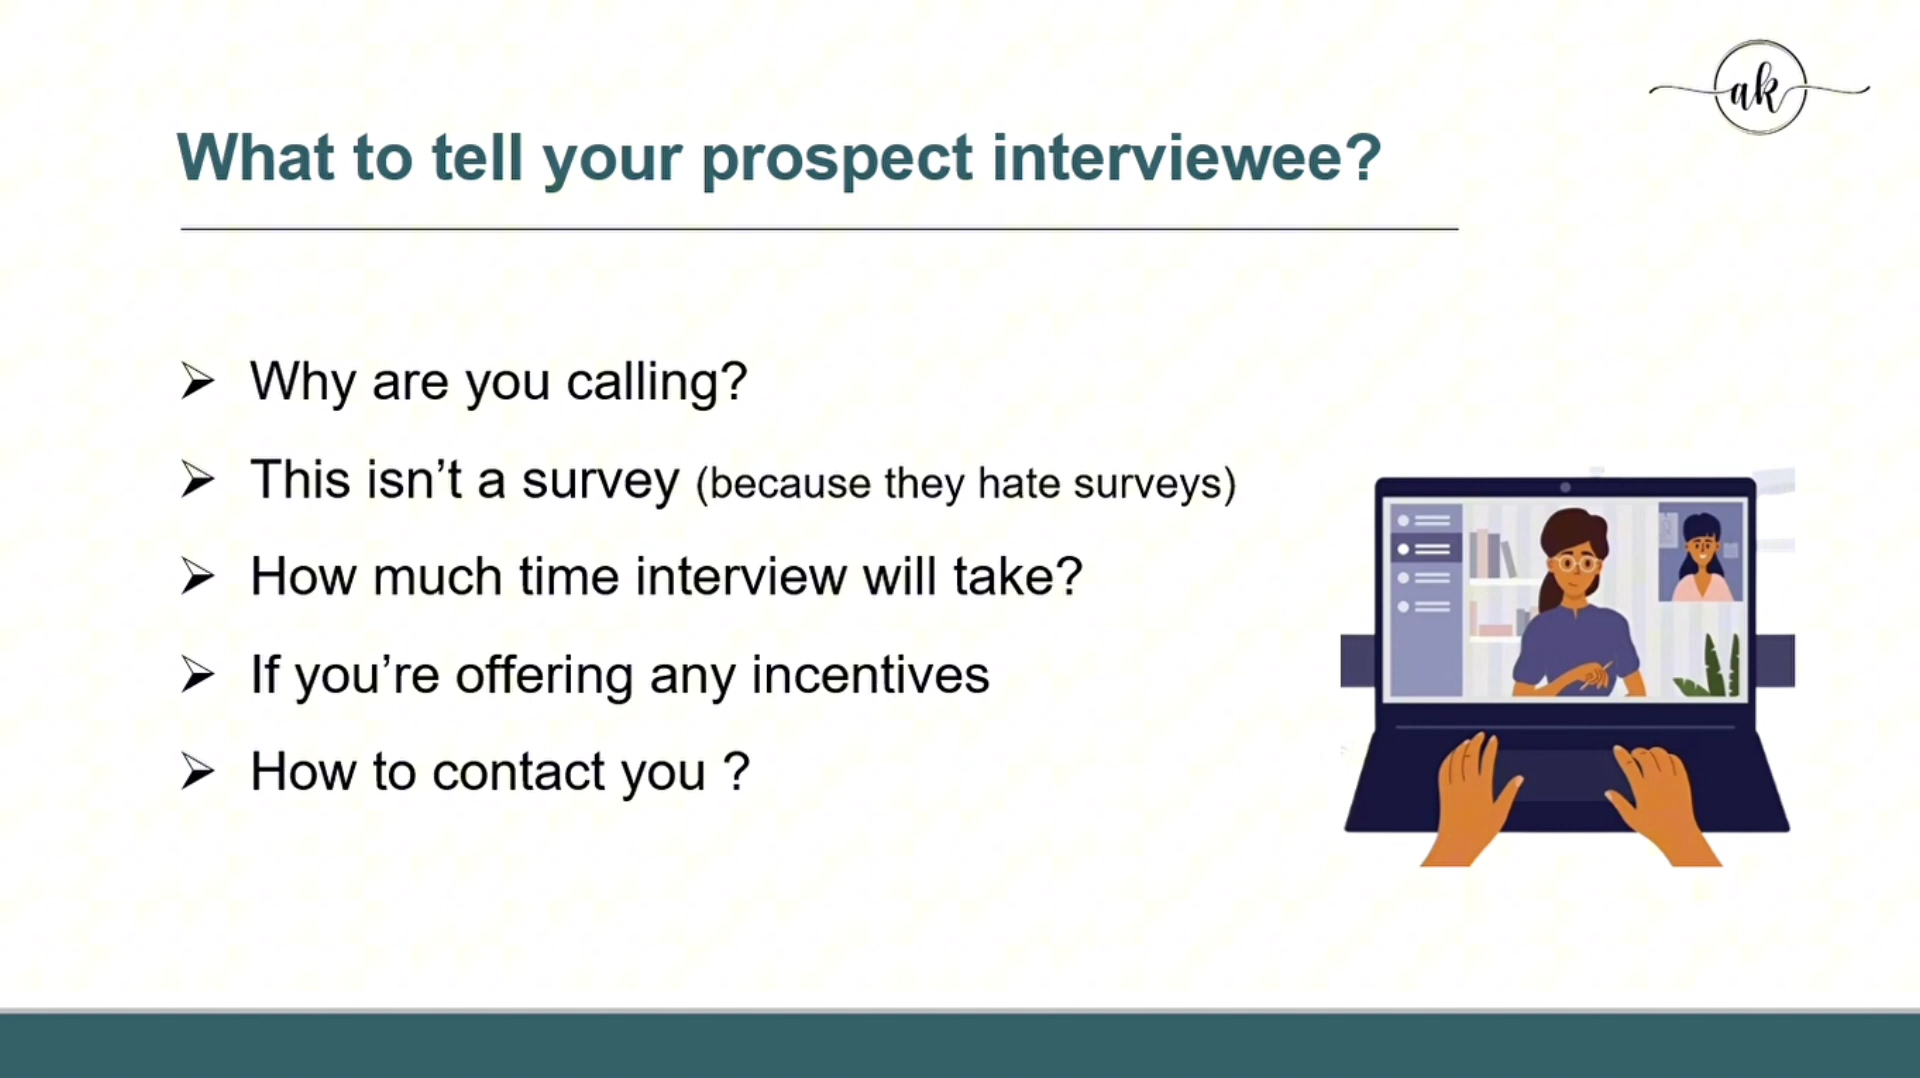 ak
What to tell your prospect interviewee?
Why are you calling?
This isn’t a survey (because they hate surveys)
How much time interview will take?
If you’re offering any incentives
How to contact you ?